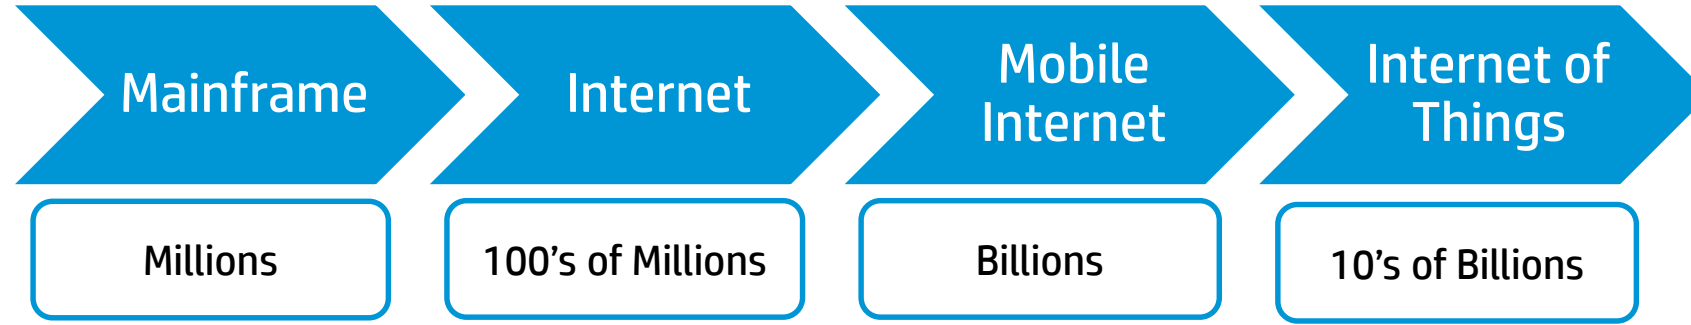 Mainframe
Internet
Mobile
Internet
Internet of
Things
Millions
100’s of Millions
Billions
10’s of Billions